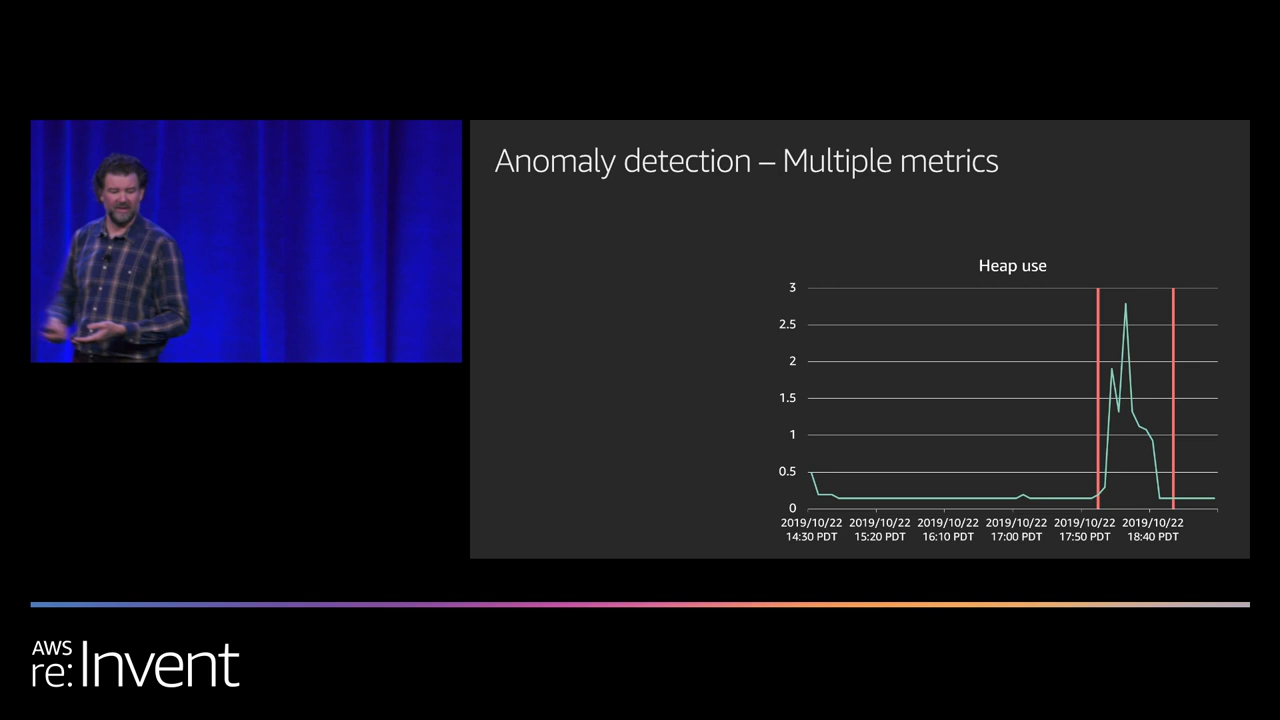 Anomaly detection – Multiple metrics
Heap use
3
2.5
2
1.5
1
0.5
0
2019/10/22 2019/10/22 2019/10/22 2019/10/22 2019/10/22 2019/10/22
14:30 PDT 15:20 PDT 16:10 PDT 17:00 PDT 17:50 PDT 18:40 PDT
AWS
re:Invent